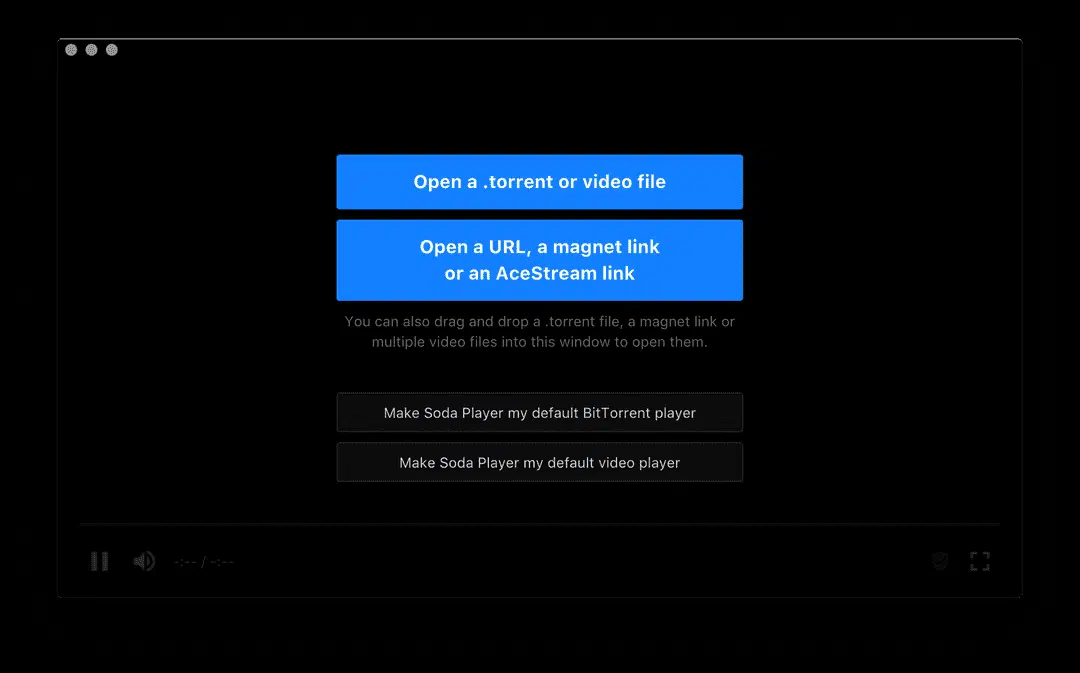 Open a .torrent or video file
Open a URL, a magnet link
or an AceStream link
You can also drag and drop a .torrent file, a magnet link or
multiple video files into this window to open them.
Make Soda Player my default BitTorrent player
Make Soda Player my default video player
-:-- / -:--